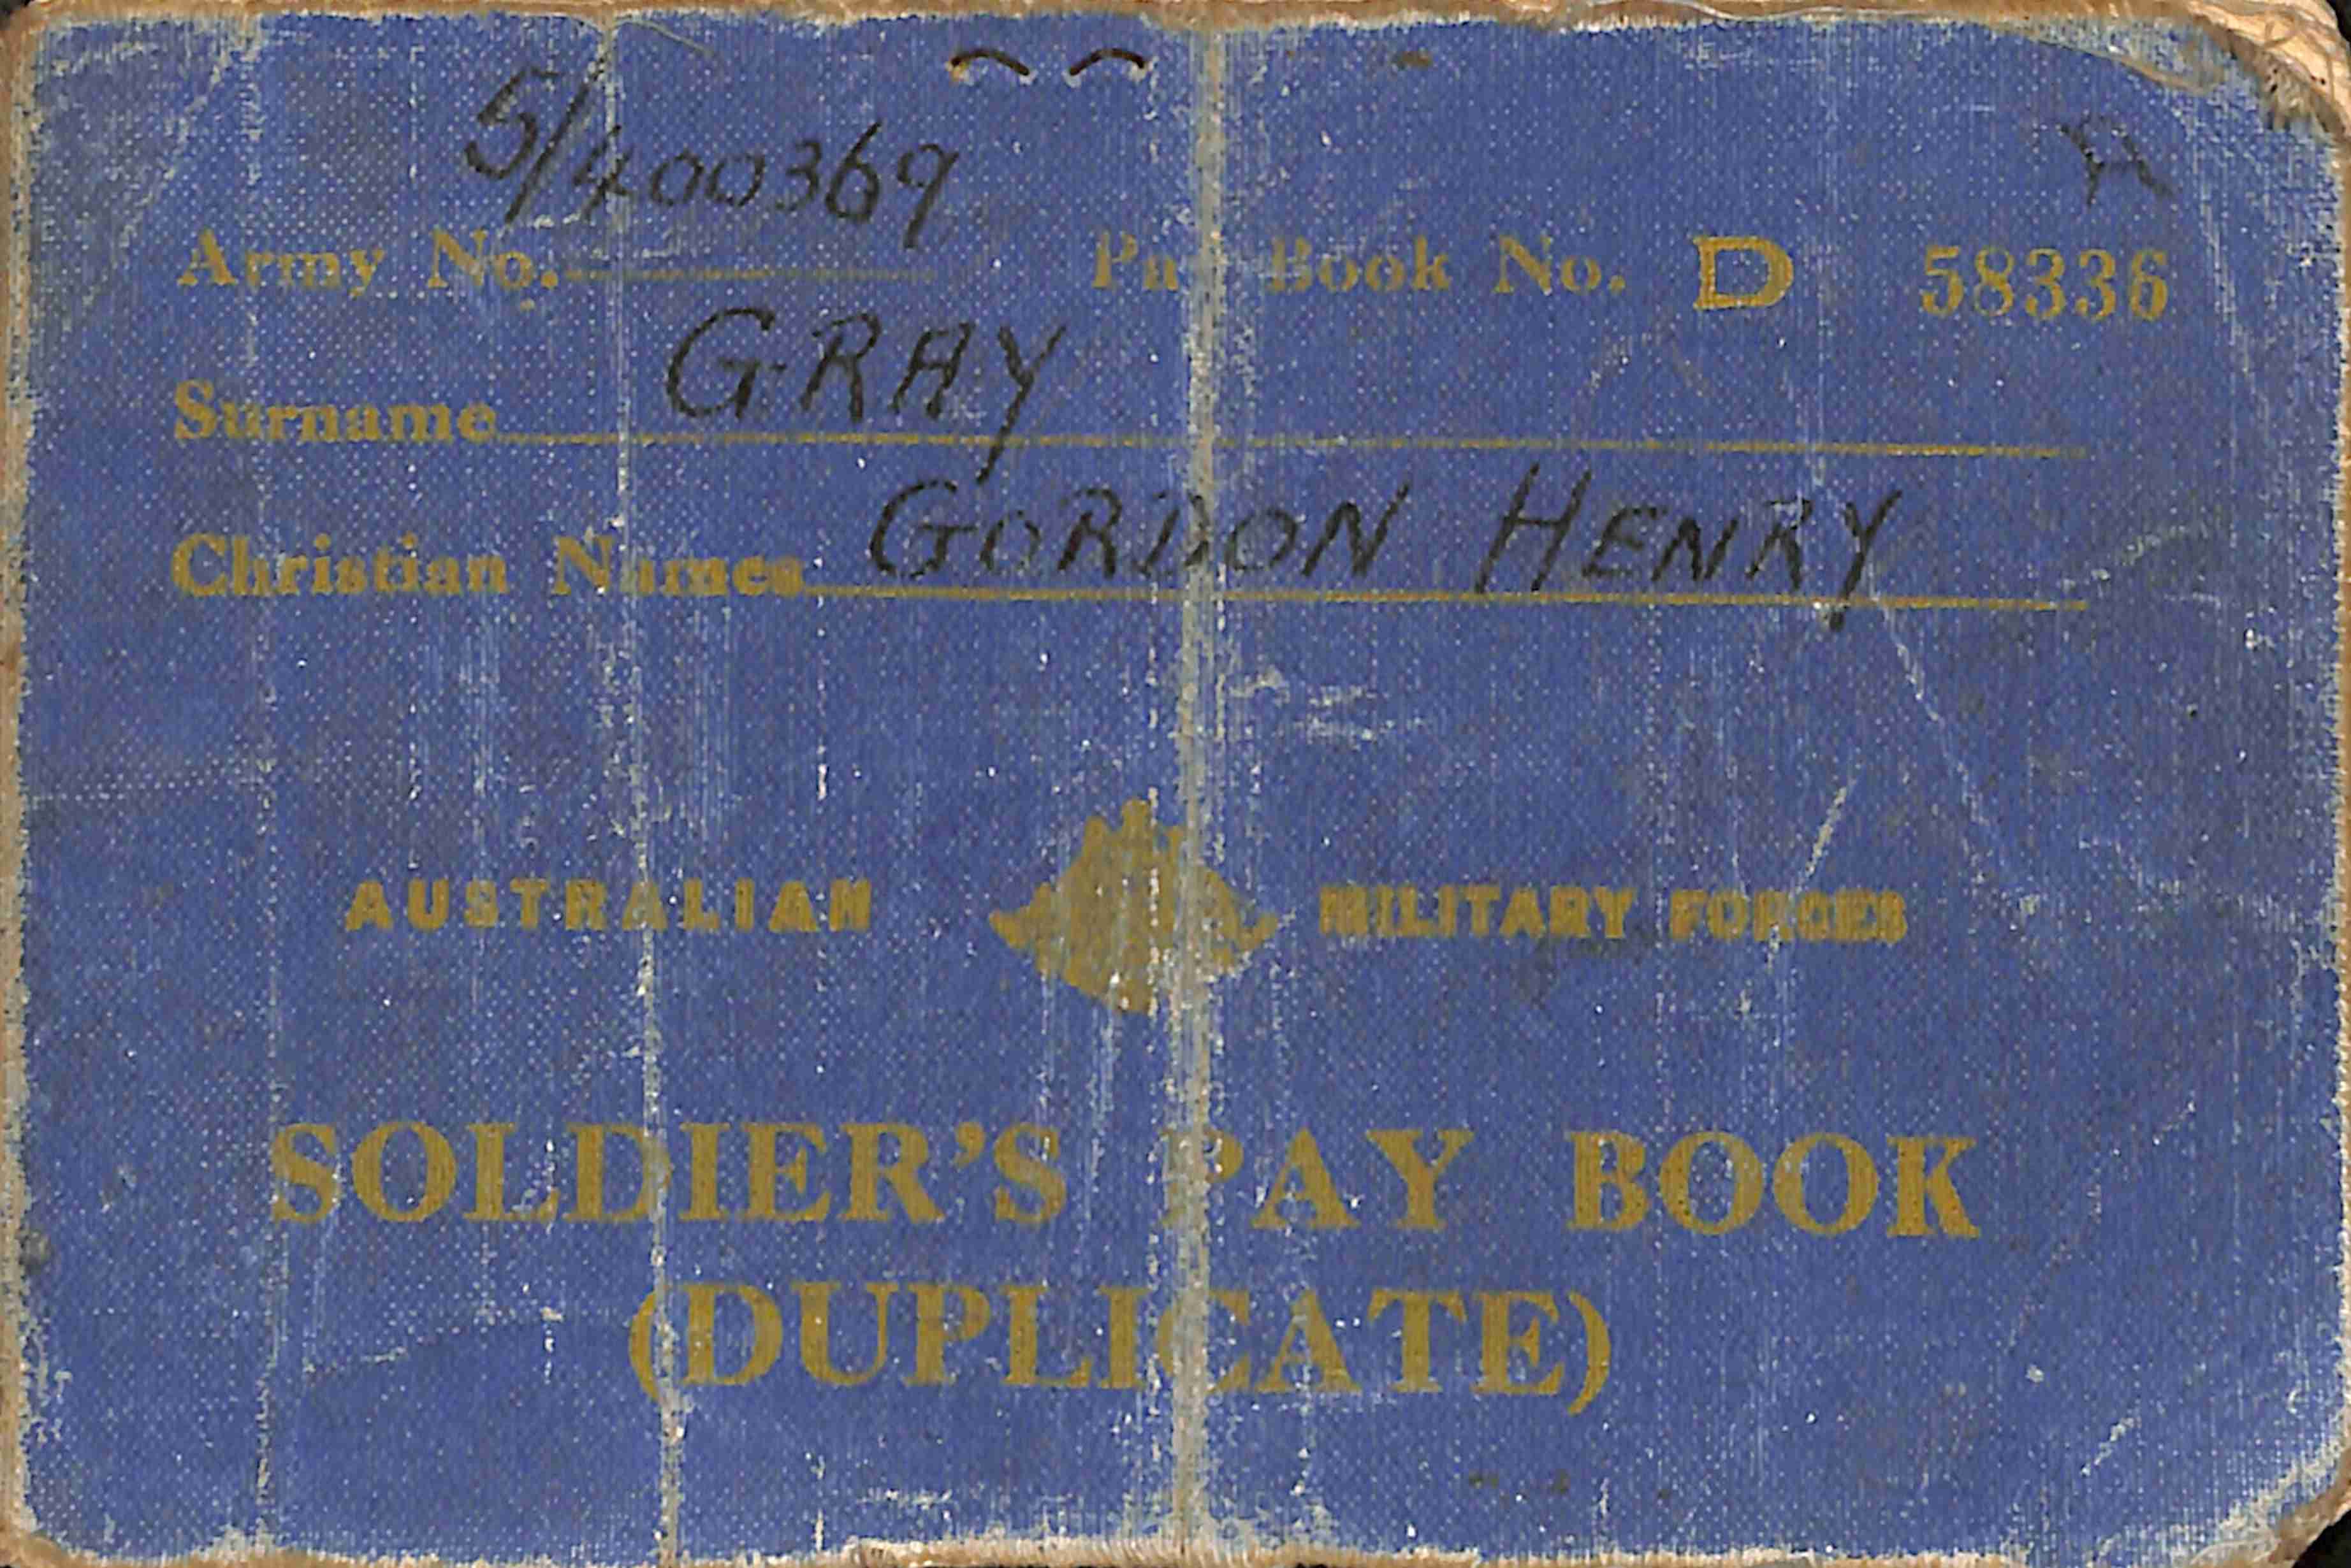 5/400369
Army No. Pay Book No. D 58336
Surname GRAY
Christian Names GORDON HENRY
AUSTRALIAN MILITARY FORCES
SOLDIER'S PAY BOOK
(DUPLICATE)